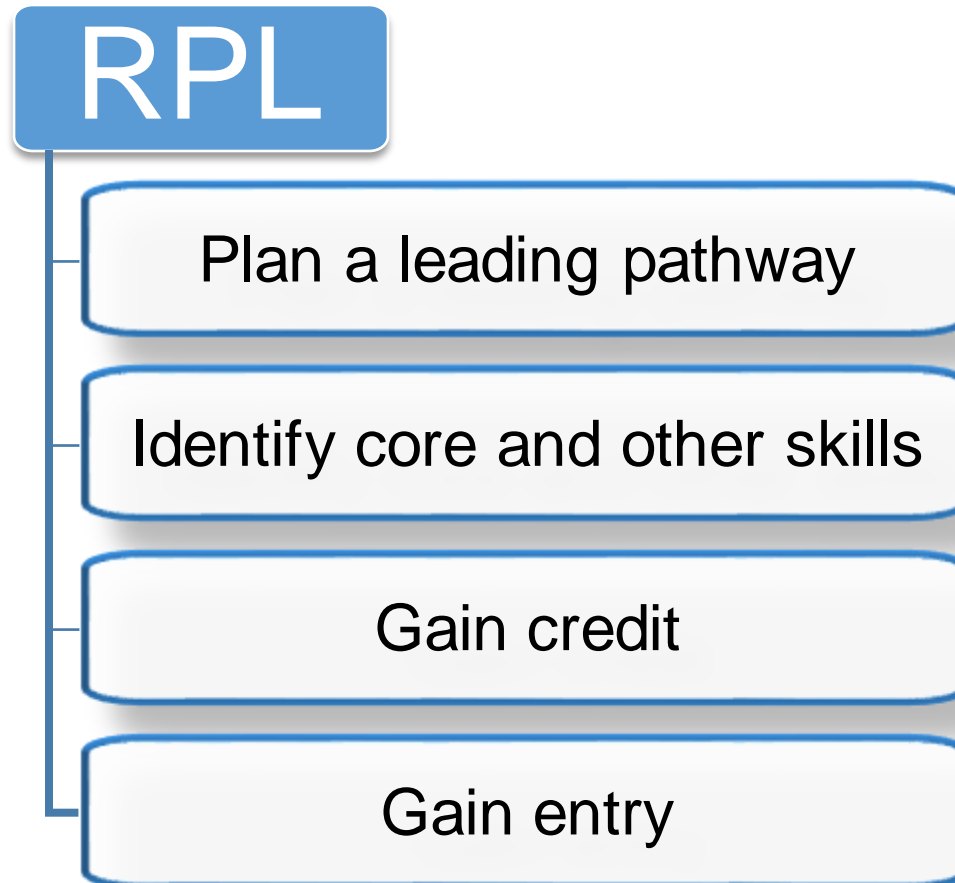 RPL
Plan a leading pathway
Identify core and other skills
Gain credit
Gain entry